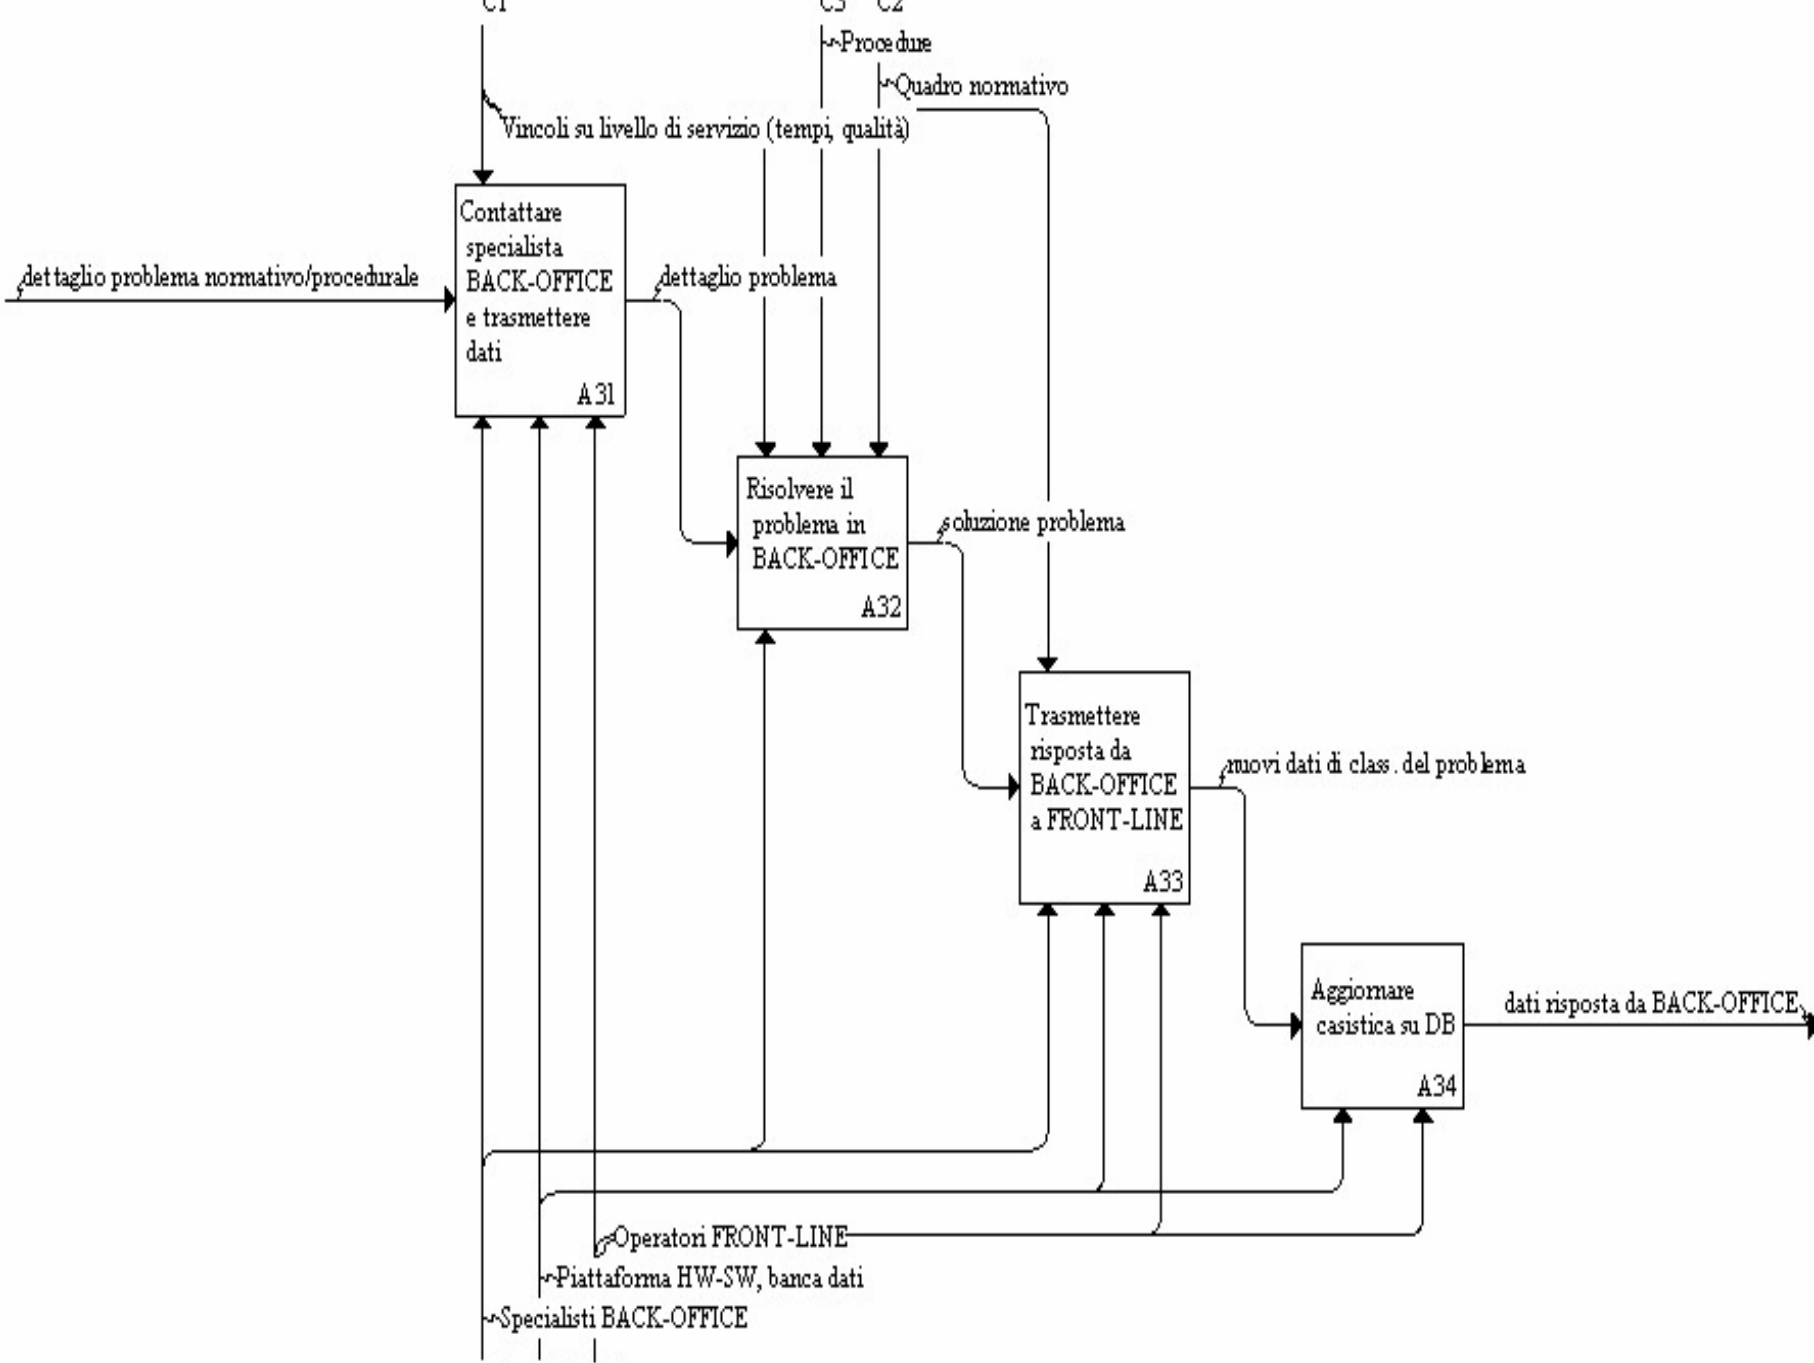 C1
C3 C2
Procedure
Quadro normativo
Vincoli su livello di servizio (tempi, qualità)
Contattare
specialista
BACK-OFFICE
e trasmettere
dati
A31
dettaglio problema normativo/procedurale
dettaglio problema
Risolvere il
problema in
BACK-OFFICE
A32
soluzione problema
Trasmettere
risposta da
BACK-OFFICE
a FRONT-LINE
A33
nuovi dati di class. del problema
Aggiornare
casistica su DB
A34
dati risposta da BACK-OFFICE
Operatori FRONT-LINE
Piattaforma HW-SW, banca dati
Specialisti BACK-OFFICE